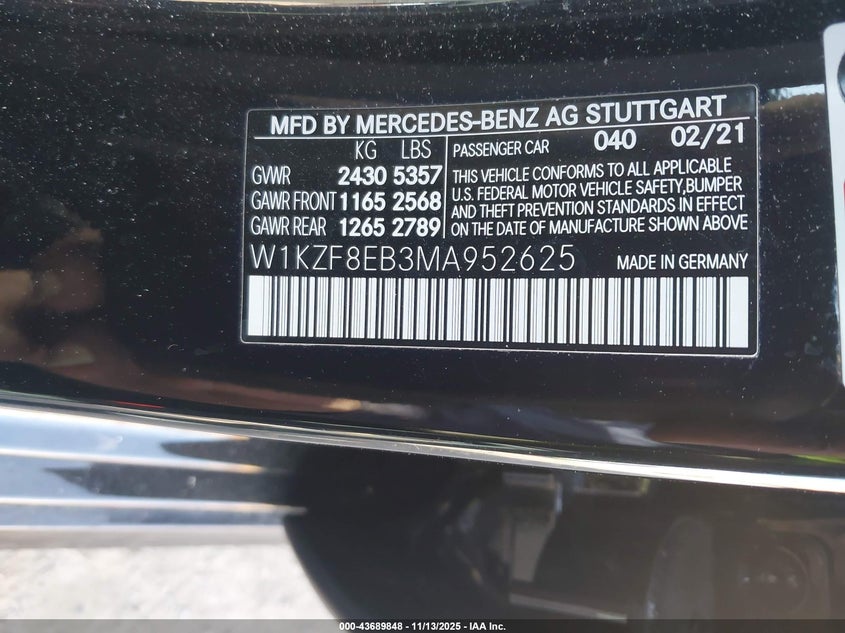 MFD BY MERCEDES-BENZ AG STUTTGART
KG LBS PASSENGER CAR 040 02/21
GVWR 2430 5357
GAWR FRONT 1165 2568
GAWR REAR 1265 2789
THIS VEHICLE CONFORMS TO ALL APPLICABLE
U.S. FEDERAL MOTOR VEHICLE SAFETY,BUMPER
AND THEFT PREVENTION STANDARDS IN EFFECT
ON THE DATE OF MANUFACTURE SHOWN ABOVE
W1KZF8EB3MA952625 MADE IN GERMANY
000-43689848 - 11/13/2025 - IAA Inc.